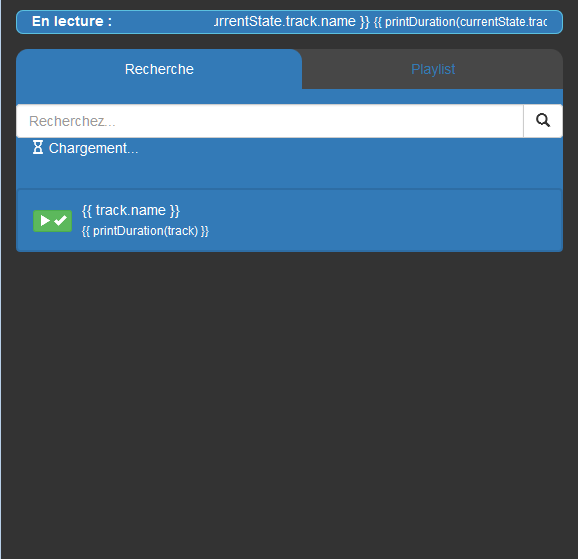 En lecture : urrentState.track.name }} {{ printDuration(currentState.trac
Recherche Playlist
Recherchez...
Chargement...
{{ track.name }}
{{ printDuration(track) }}